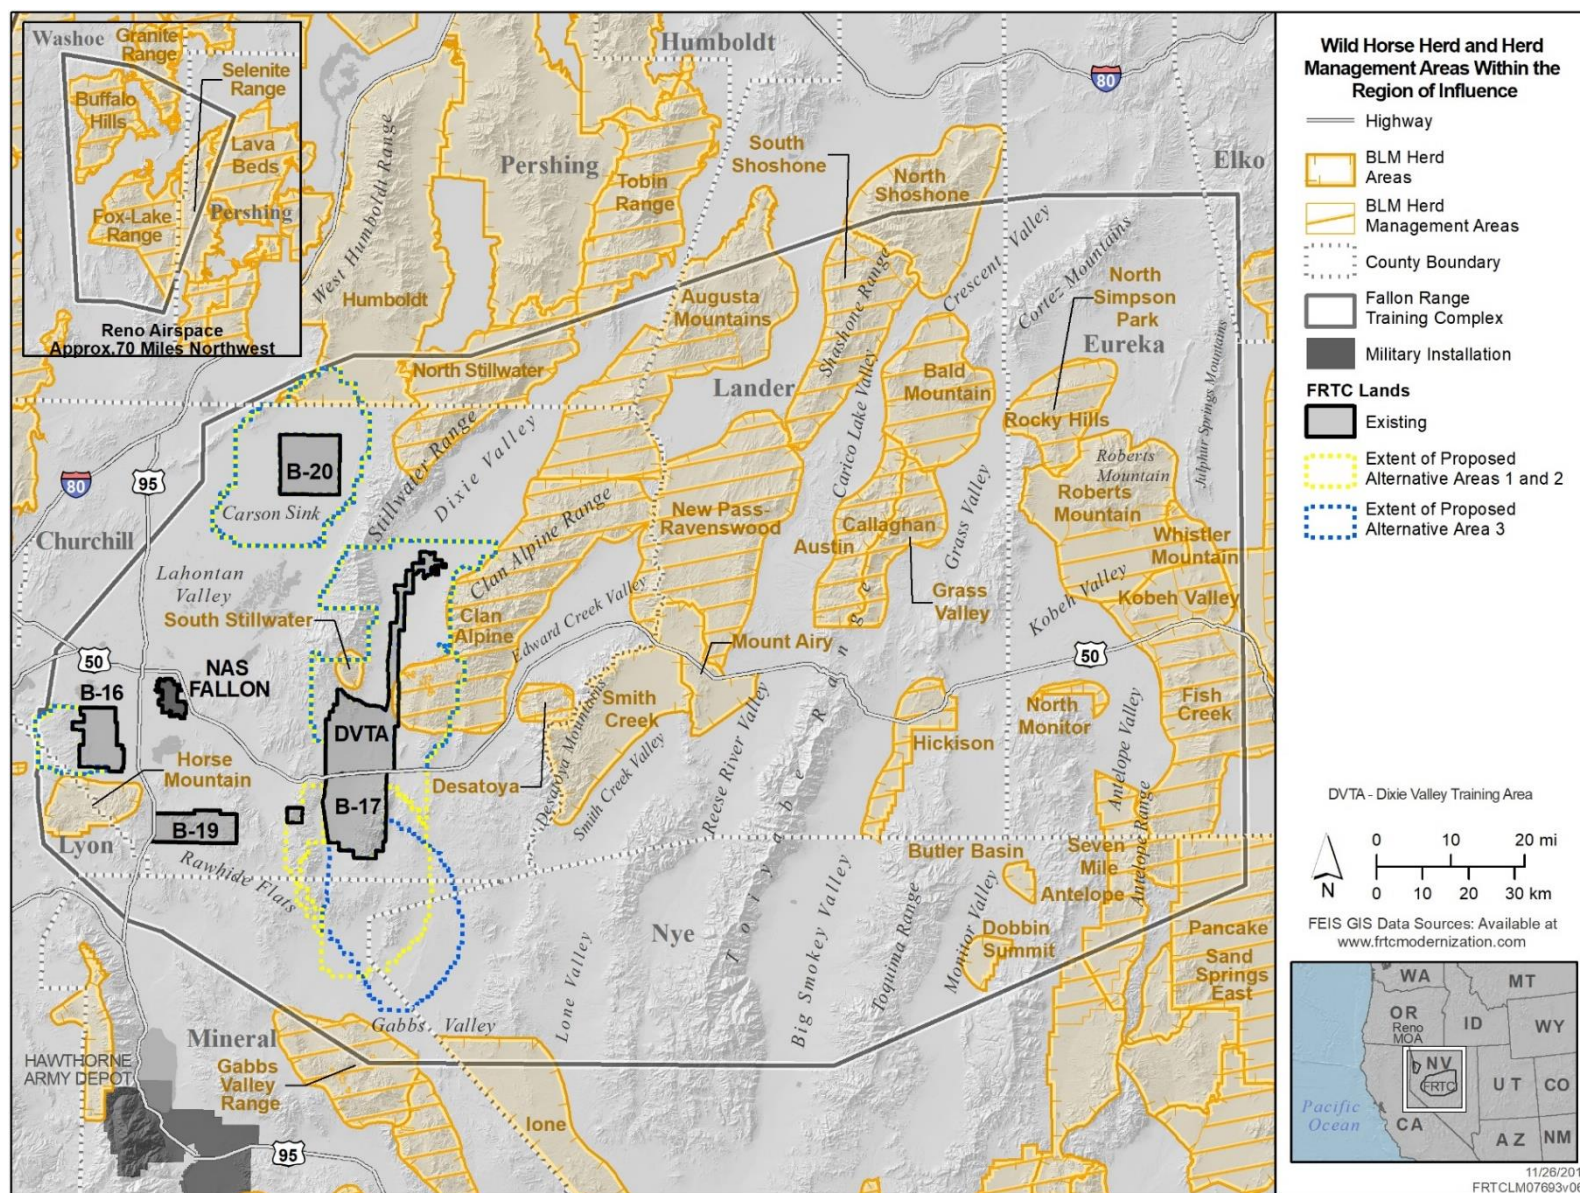 Washoe
Granite
Range
Selenite
Range
Buffalo
Hills
Lava
Beds
Pershing
Fox-Lake
Range
Reno Airspace
Approx.70 Miles Northwest
Humboldt
80
Elko
Pershing
West Humboldt Range
Humboldt
Tobin
Range
South
Shoshone
North
Shoshone
Crescent Valley
Cortez Mountains
North
Simpson
Park
Eureka
Augusta
Mountains
Shoshone Range
Carico Lake Valley
Lander
Bald
Mountain
Rocky Hills
Julphur Springs Mountains
North Stillwater
Stillwater Range
Dixie Valley
B-20
Carson Sink
80
95
Churchill
Lahontan
Valley
South Stillwater
Clan Alpine Range
Clan
Alpine
New Pass-
Ravenswood
Edward Creek Valley
Austin
Callaghan
Grass Valley
Grass
Valley
Roberts
Mountain
Roberts
Mountain
Whistler
Mountain
Kobeh Valley
Kobeh Valley
50
50
NAS
FALLON
B-16
Horse
Mountain
DVTA
B-17
B-19
Lyon
Rawhide Flats
Mount Airy
Smith
Creek
Desatoya
Desatoya Mountains
Smith Creek Valley
Reese River Valley
Toiyabe Range
Hickison
North
Monitor
Antelope Valley
Fish
Creek
Antelope Range
Butler Basin
Seven
Mile
Antelope
Dobbin
Summit
Monitor Valley
Toquima Range
Big Smokey Valley
Nye
Lone Valley
Pancake
Sand
Springs
East
Gabbs Valley
Mineral
Gabbs
Valley
Range
Ione
HAWTHORNE
ARMY DEPOT
95
Wild Horse Herd and Herd
Management Areas Within the
Region of Influence
Highway
BLM Herd
Areas
BLM Herd
Management Areas
County Boundary
Fallon Range
Training Complex
Military Installation
FRTC Lands
Existing
Extent of Proposed
Alternative Areas 1 and 2
Extent of Proposed
Alternative Area 3
DVTA - Dixie Valley Training Area
N
0 10 20 mi
0 10 20 30 km
FEIS GIS Data Sources: Available at
www.frtcmodernization.com
WA
MT
OR
ID
WY
Reno
MOA
NV
FRTC
UT
CO
CA
AZ
NM
Pacific
Ocean
11/26/201
FRTCLM07693v06